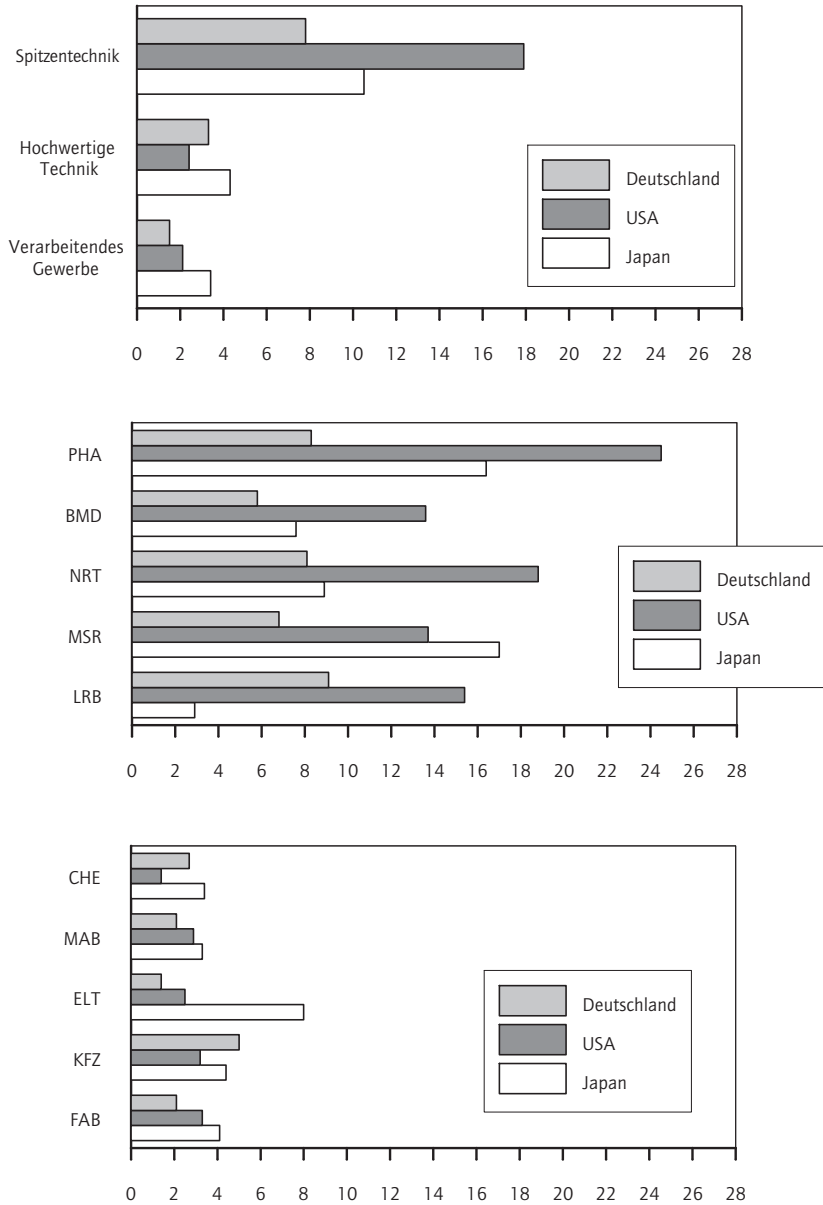 Spitzentechnik
Hochwertige
Technik
Verarbeitendes
Gewerbe
Deutschland
USA
Japan
0 2 4 6 8 10 12 14 16 18 20 22 24 26 28
PHA
BMD
NRT
MSR
LRB
Deutschland
USA
Japan
0 2 4 6 8 10 12 14 16 18 20 22 24 26 28
CHE
MAB
ELT
KFZ
FAB
Deutschland
USA
Japan
0 2 4 6 8 10 12 14 16 18 20 22 24 26 28